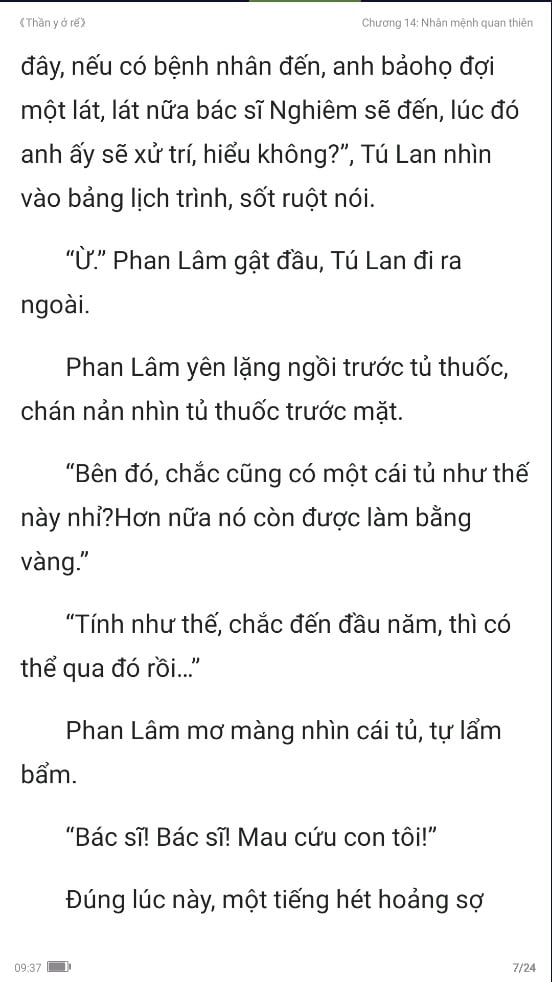 《Thần y ở rể》 Chương 14: Nhân mệnh quan thiên
đây, nếu có bệnh nhân đến, anh bảohọ đợi
một lát, lát nữa bác sĩ Nghiêm sẽ đến, lúc đó
anh ấy sẽ xử trí, hiểu không?”, Tú Lan nhìn
vào bảng lịch trình, sốt ruột nói.
“Ừ.” Phan Lâm gật đầu, Tú Lan đi ra
ngoài.
Phan Lâm yên lặng ngồi trước tủ thuốc,
chán nản nhìn tủ thuốc trước mặt.
“Bên đó, chắc cũng có một cái tủ như thế
này nhỉ?Hơn nữa nó còn được làm bằng
vàng.”
“Tính như thế, chắc đến đầu năm, thì có
thể qua đó rồi...”
Phan Lâm mơ màng nhìn cái tủ, tự lẩm
bẩm.
“Bác sĩ! Bác sĩ! Mau cứu con tôi!”
Đúng lúc này, một tiếng hét hoảng sợ
09:37 7/24